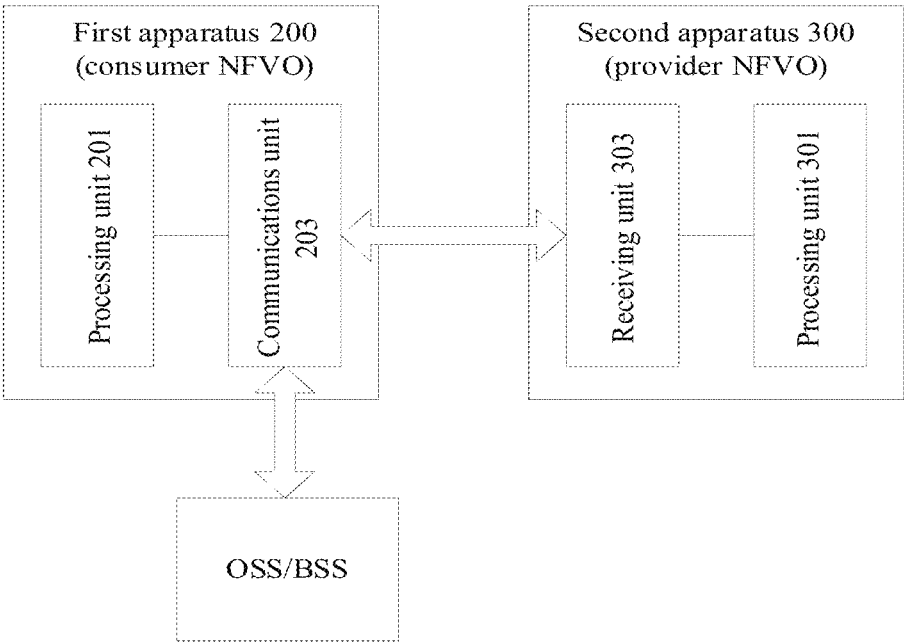 First apparatus 200
(consumer NFVO)
Processing unit 201
Communications unit
203
Second apparatus 300
(provider NFVO)
Receiving unit 303
Processing unit 301
OSS/BSS